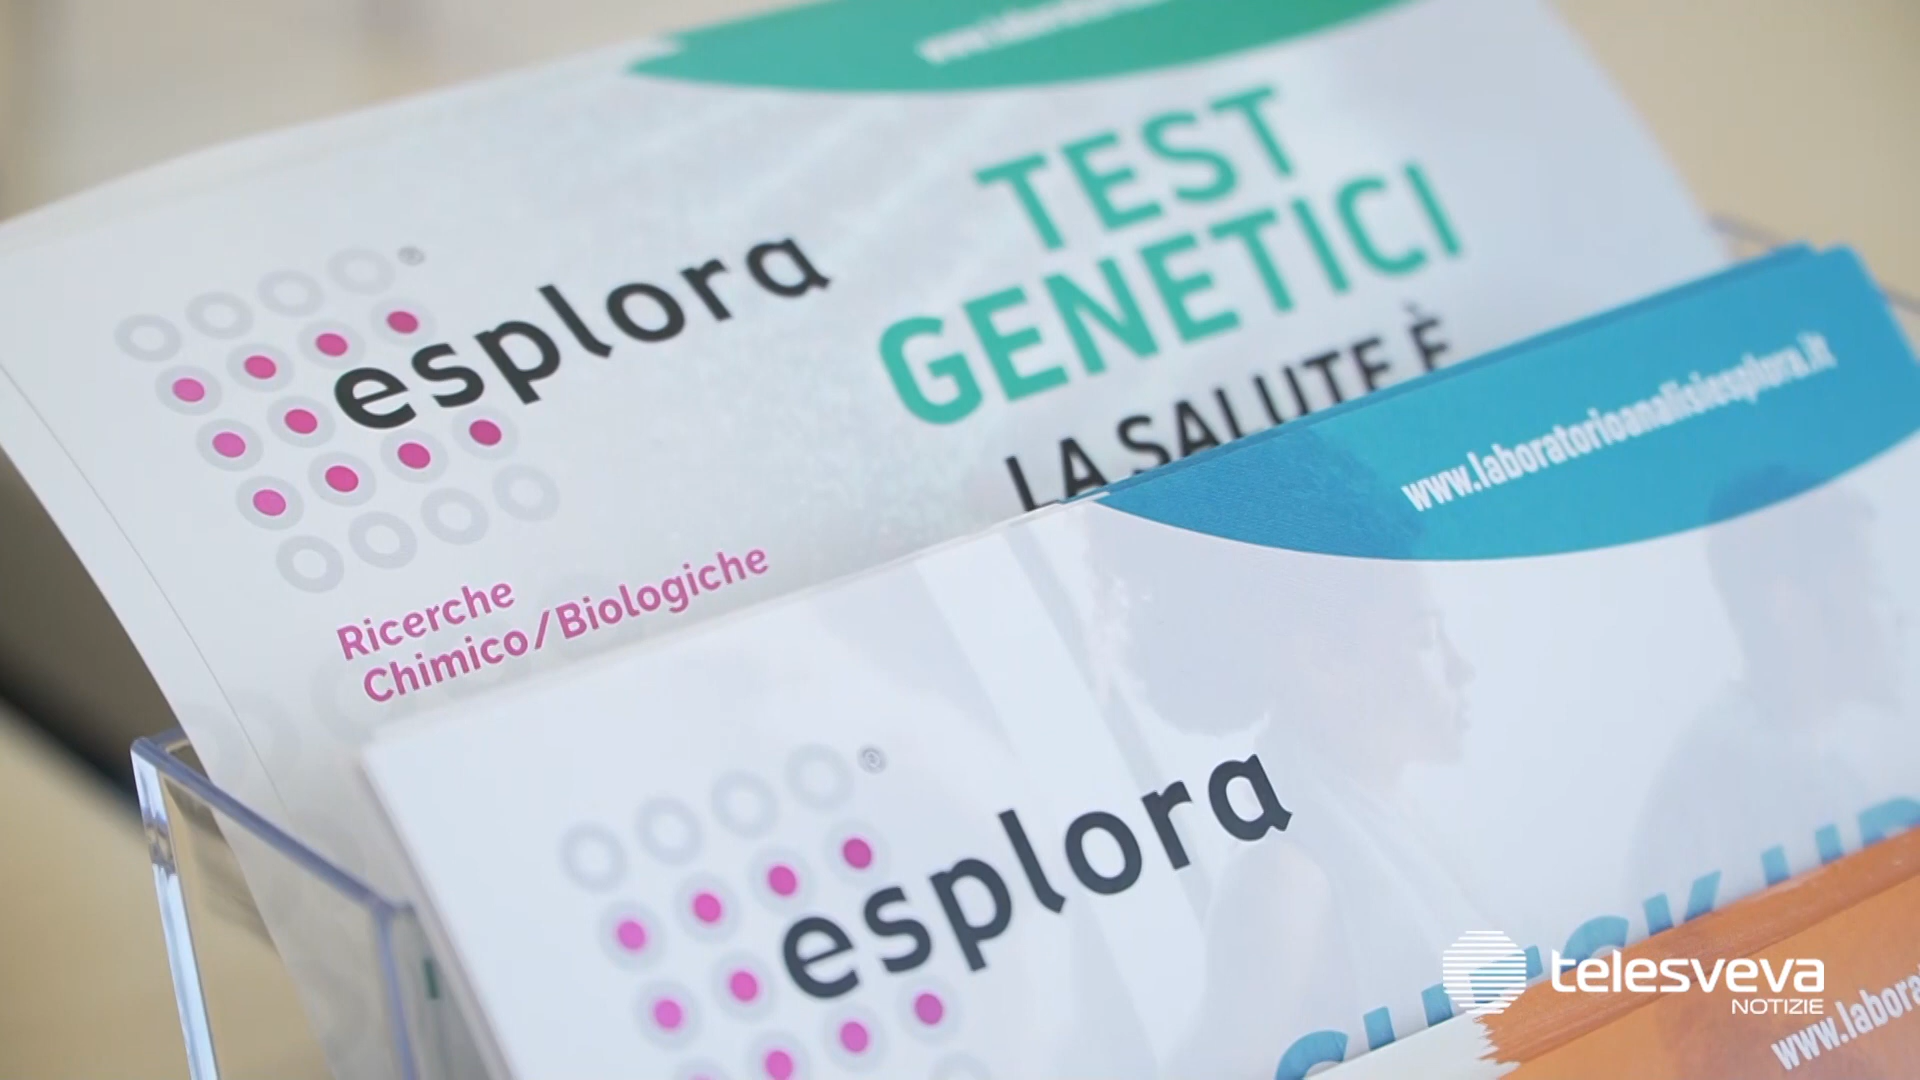 esplora
Ricerche
Chimico/Biologiche
TEST
GENETICI
LA SALUTE È
www.laboratorioanalisiesplora.it
esplora
telesveva
NOTIZIE